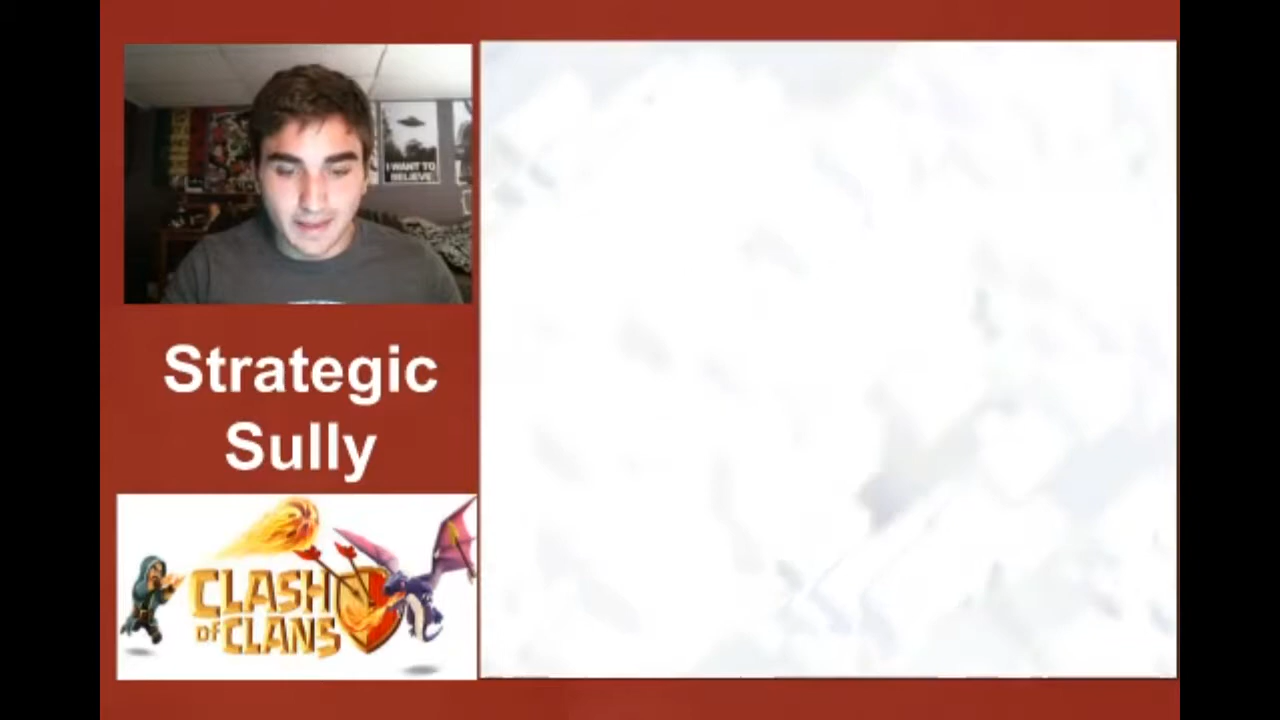 I WANT TO
BELIEVE
Strategic
Sully
CLASH
OF CLANS